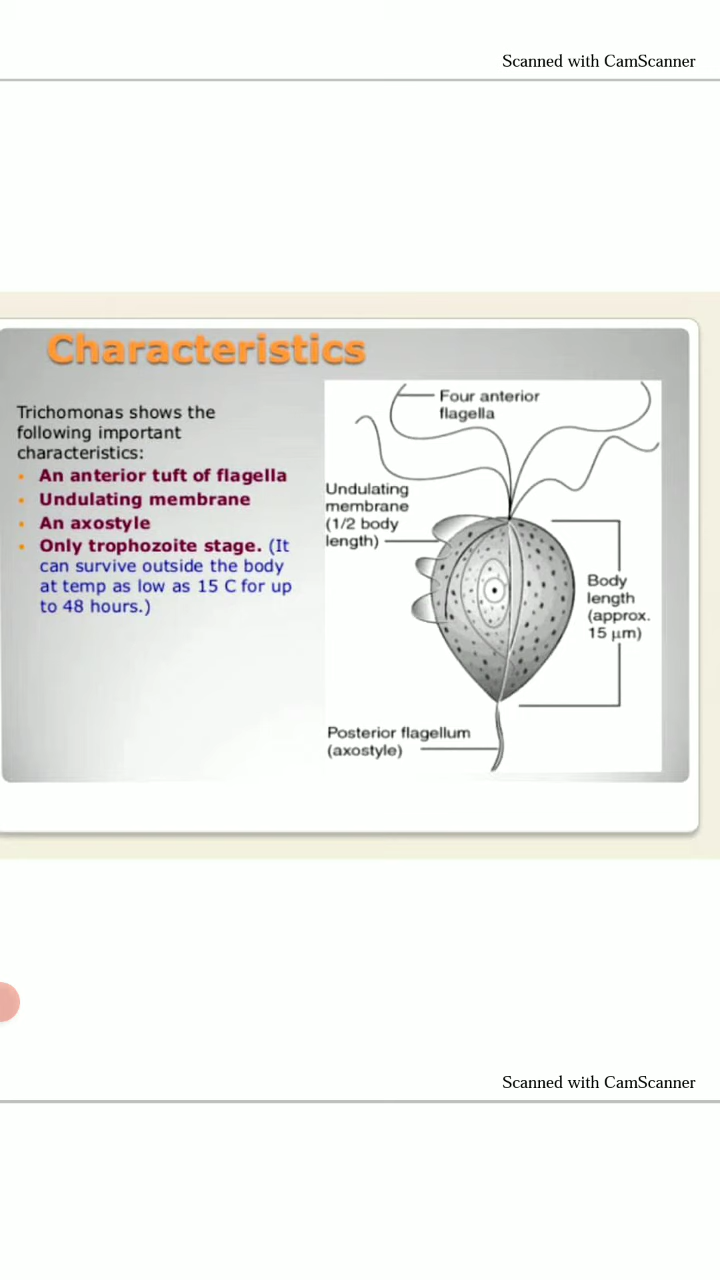 Scanned with CamScanner
Characteristics
Trichomonas shows the
following important
characteristics:
• An anterior tuft of flagella
• Undulating membrane
• An axostyle
• Only trophozoite stage. (It
can survive outside the body
at temp as low as 15 C for up
to 48 hours.)
Four anterior
flagella
Undulating
membrane
(1/2 body
length)
Body
length
(approx.
15 µm)
Posterior flagellum
(axostyle)
Scanned with CamScanner